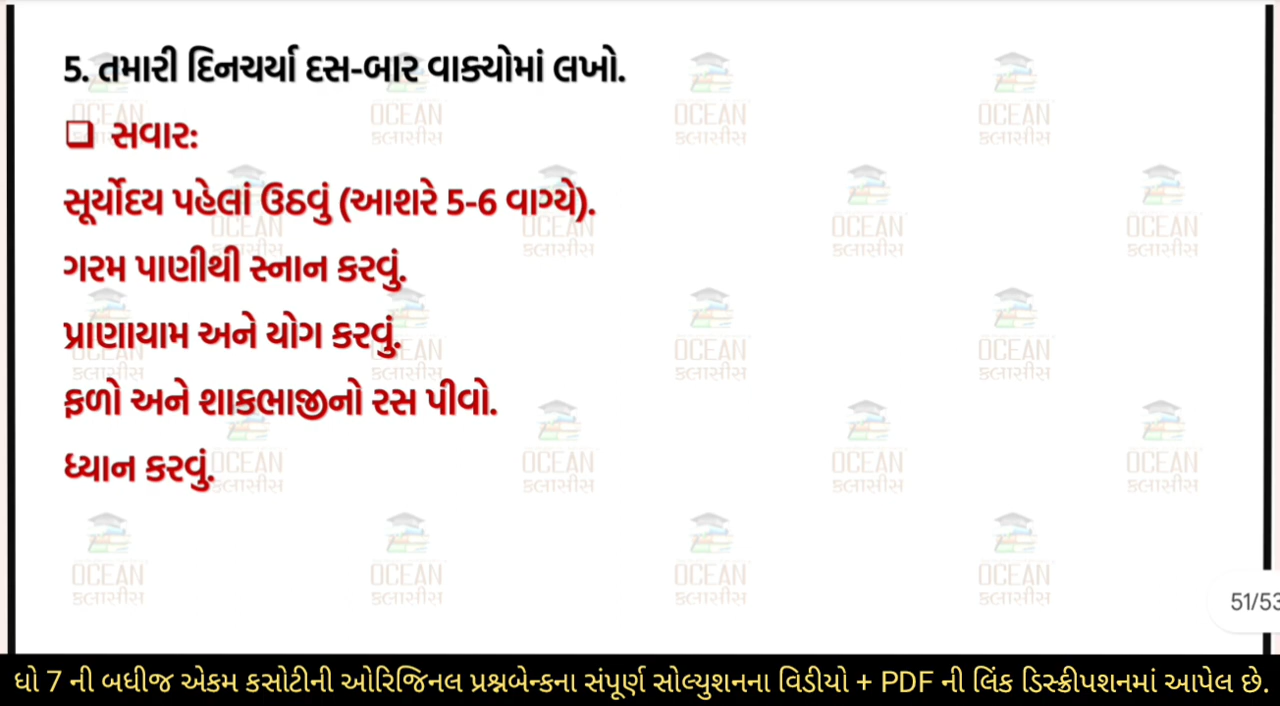 5. તમારી દિનચર્યા દસ-બાર વાક્યોમાં લખો.
❑ સવાર:
સૂર્યોદય પહેલાં ઉઠવું (આશરે 5-6 વાગ્યે).
ગરમ પાણીથી સ્નાન કરવું.
પ્રાણાયામ અને યોગ કરવું.
ફળો અને શાકભાજીનો રસ પીવો.
ધ્યાન કરવું.
OCEAN
ક્લાસીસ
51/53
ધો 7 ની બધીજ એકમ કસોટીની ઓરિજિનલ પ્રશ્નબેન્કના સંપૂર્ણ સોલ્યુશનના વિડીયો + PDF ની લિંક ડિસ્ક્રીપશનમાં આપેલ છે.